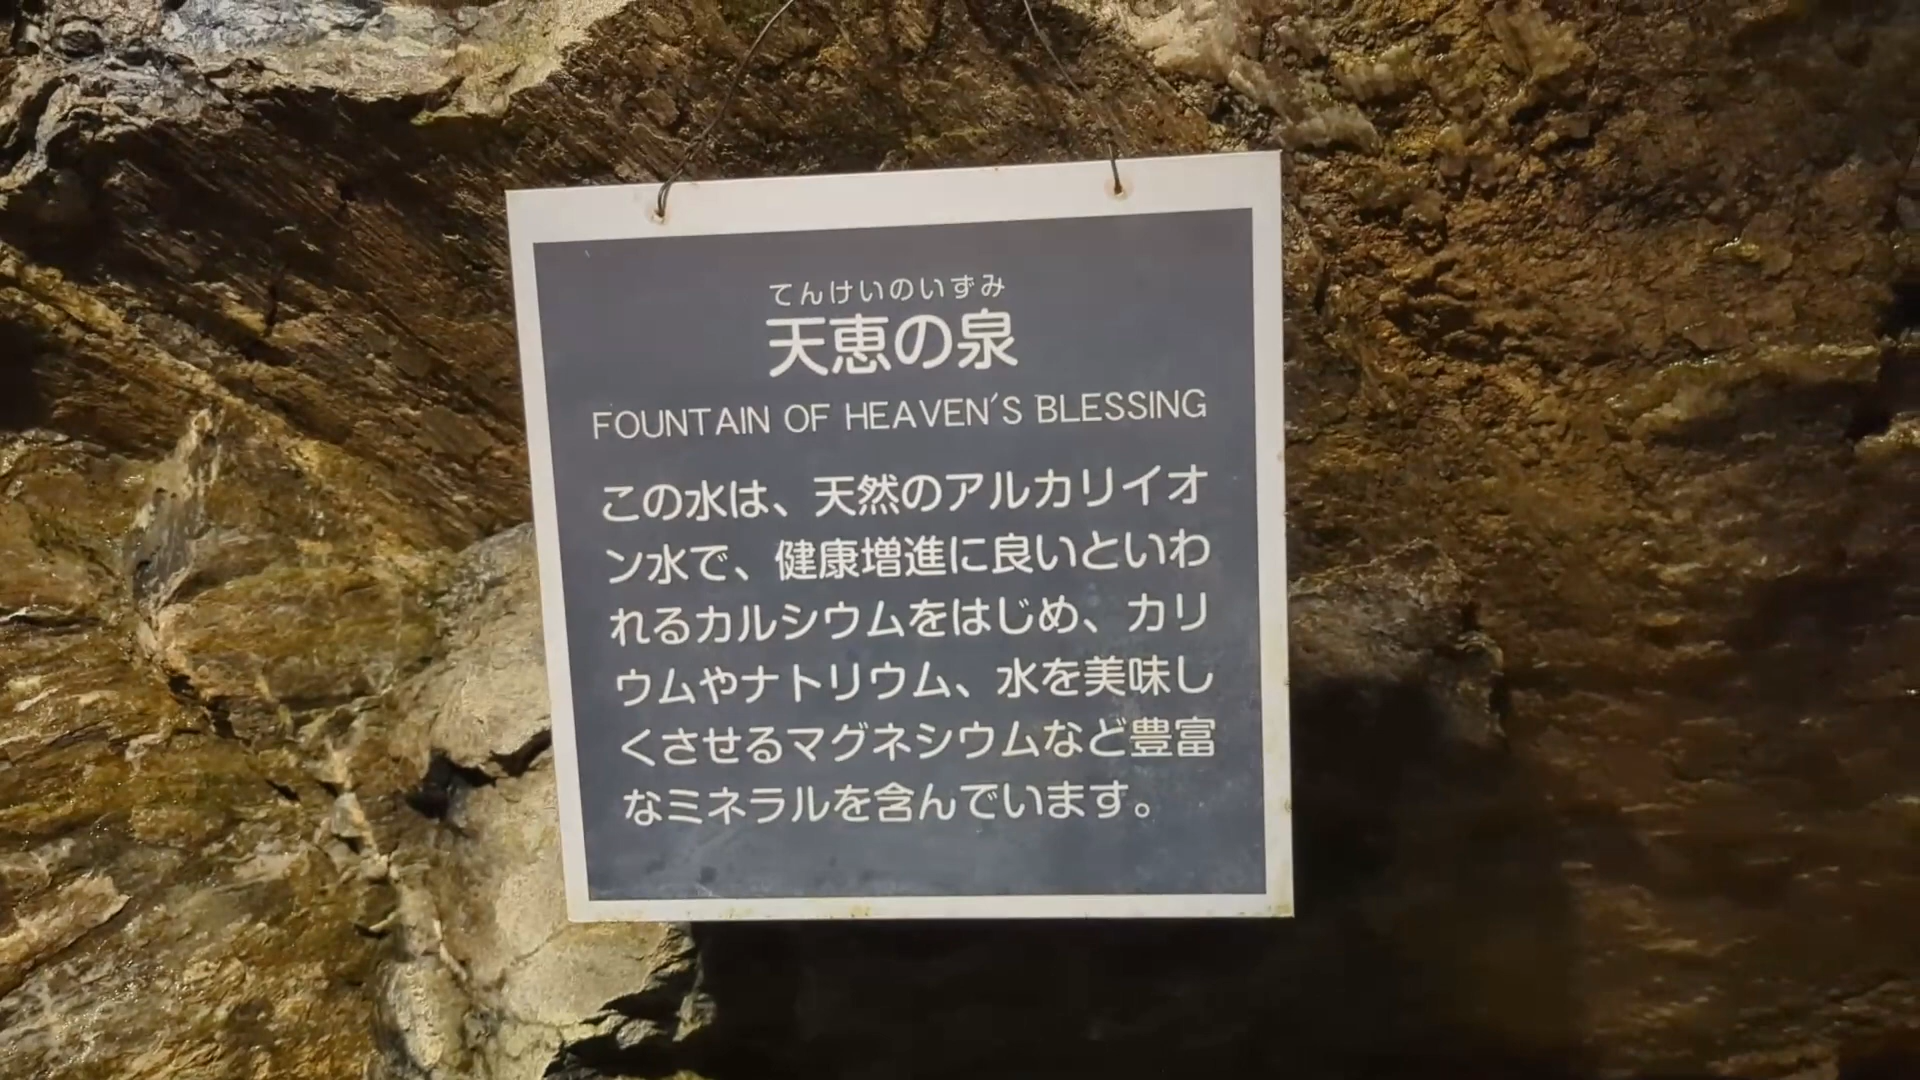 てんけいのいずみ
天恵の泉
FOUNTAIN OF HEAVEN'S BLESSING
この水は、天然のアルカリイオ
ン水で、健康増進に良いといわ
れるカルシウムをはじめ、カリ
ウムやナトリウム、水を美味し
くさせるマグネシウムなど豊富
なミネラルを含んでいます。